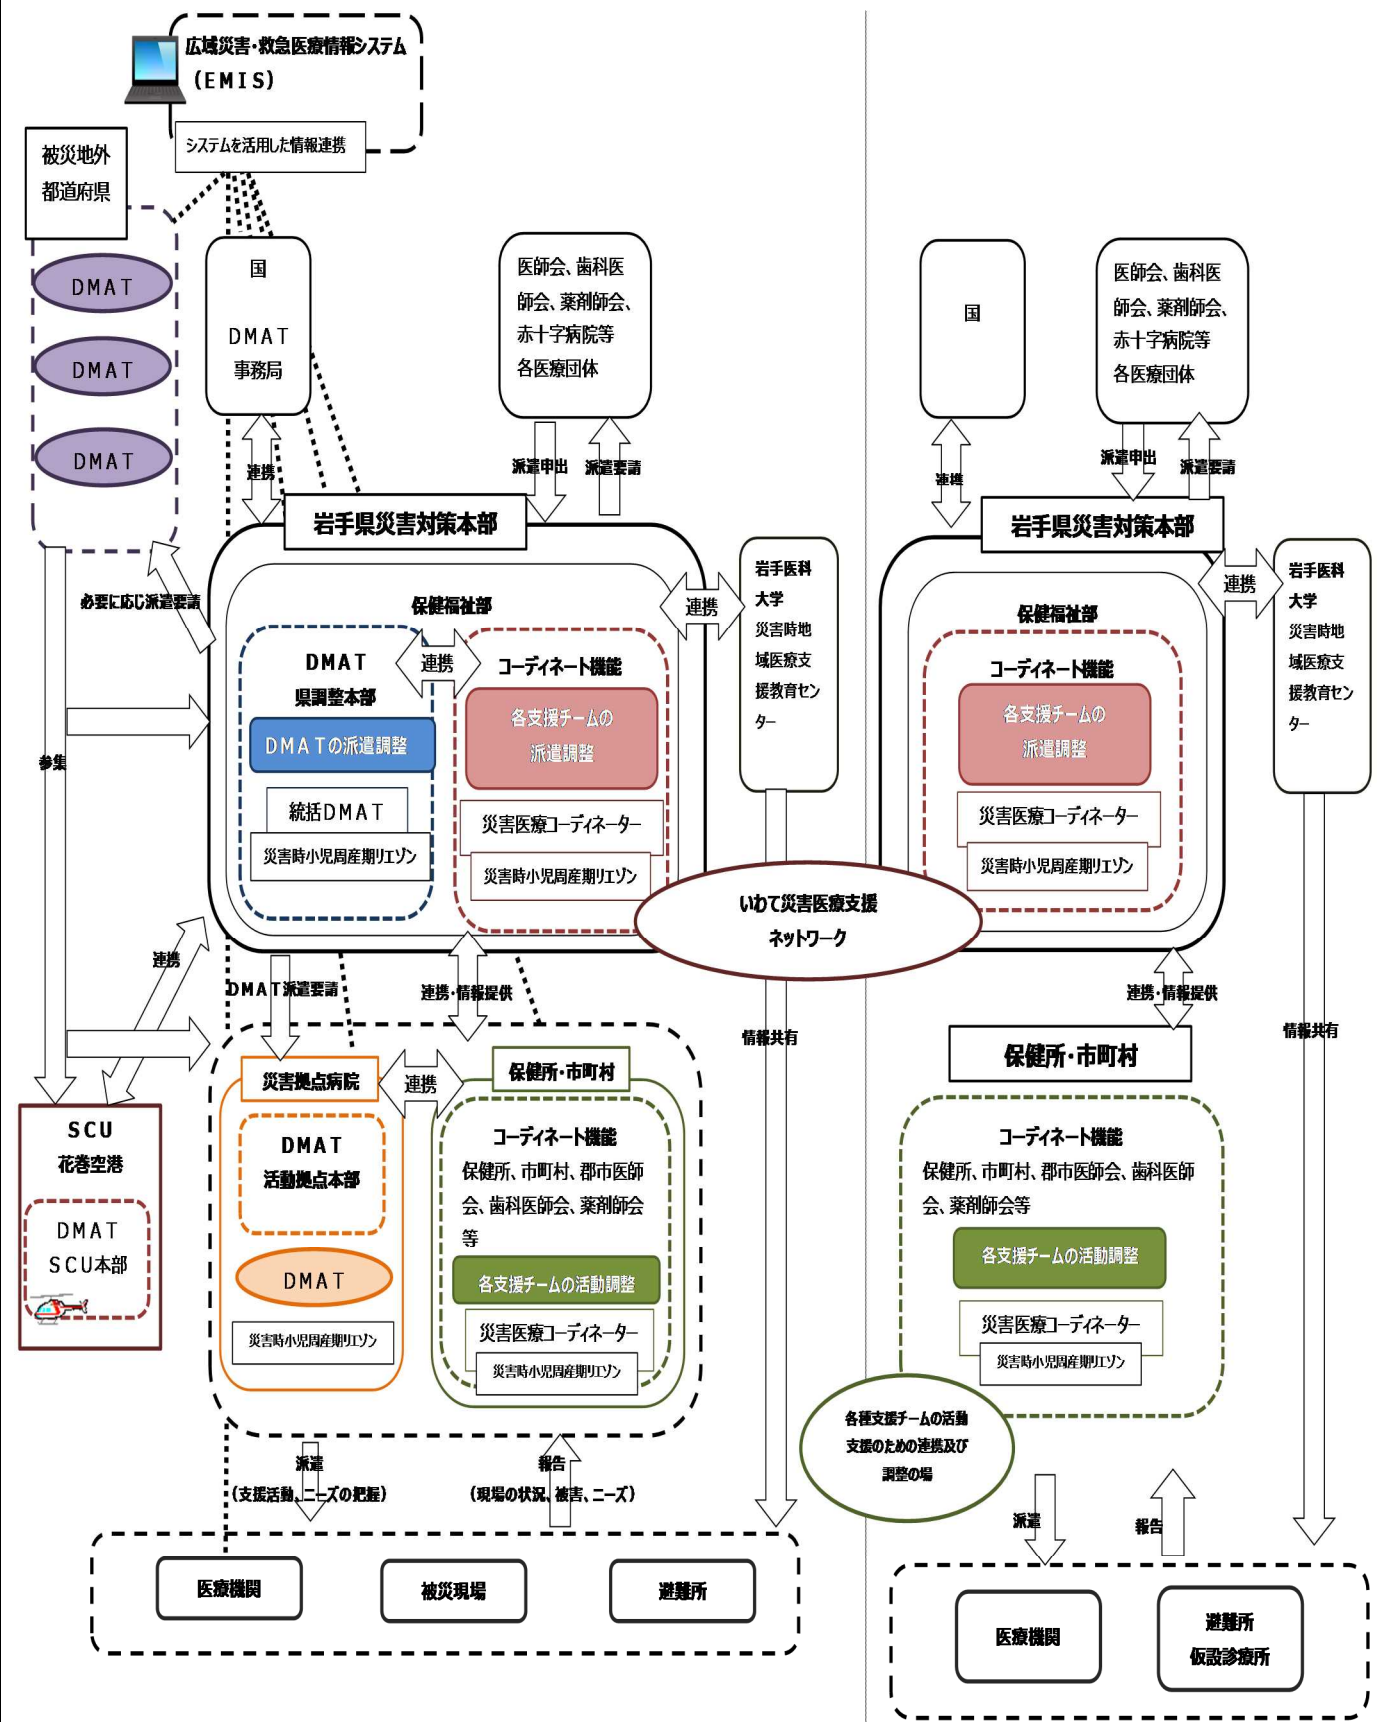 広域災害・救急医療情報システム
(ＥＭＩＳ)
システムを活用した情報連携
被災地外
都道府県
ＤＭＡＴ
ＤＭＡＴ
ＤＭＡＴ
国
ＤＭＡＴ
事務局
医師会、歯科医
師会、薬剤師会、
赤十字病院等
各医療団体
連携
派遣申出
派遣要請
岩手県災害対策本部
必要に応じ派遣要請
保健福祉部
ＤＭＡＴ
県調整本部
連携
コーディネート機能
ＤＭＡＴの派遣調整
各支援チームの
派遣調整
統括ＤＭＡＴ
災害時小児周産期リエゾン
災害医療コーディネーター
災害時小児周産期リエゾン
連携
岩手医科
大学
災害時地
域医療支
援教育セン
ター
参集
連携
ＤＭＡＴ派遣要請
連携・情報提供
情報共有
いわて災害医療支援
ネットワーク
災害拠点病院
連携
保健所・市町村
ＳＣＵ
花巻空港
ＤＭＡＴ
ＳＣＵ本部
ＤＭＡＴ
活動拠点本部
ＤＭＡＴ
災害時小児周産期リエゾン
コーディネート機能
保健所、市町村、郡市医師
会、歯科医師会、薬剤師会
等
各支援チームの活動調整
災害医療コーディネーター
災害時小児周産期リエゾン
派遣
(支援活動、ニーズの把握)
報告
(現場の状況、被害、ニーズ)
医療機関
被災現場
避難所
国
医師会、歯科医
師会、薬剤師会、
赤十字病院等
各医療団体
連携
派遣申出
派遣要請
岩手県災害対策本部
連携
岩手医科
大学
災害時地
域医療支
援教育セン
ター
保健福祉部
コーディネート機能
各支援チームの
派遣調整
災害医療コーディネーター
災害時小児周産期リエゾン
連携・情報提供
情報共有
保健所・市町村
コーディネート機能
保健所、市町村、郡市医師会、歯科医師
会、薬剤師会等
各支援チームの活動調整
災害医療コーディネーター
災害時小児周産期リエゾン
各種支援チームの活動
支援のための連携及び
調整の場
派遣
報告
医療機関
避難所
仮設診療所